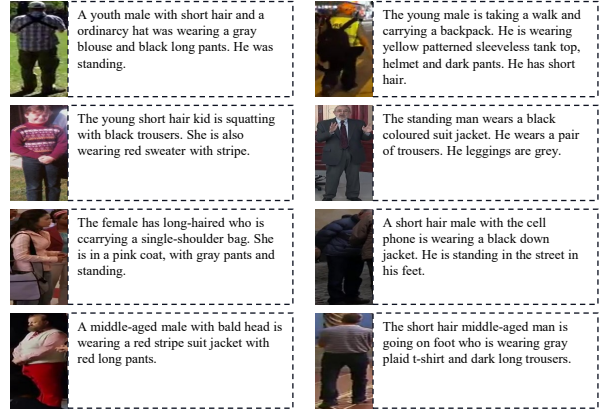 A youth male with short hair and a
ordinarcy hat was wearing a gray
blouse and black long pants. He was
standing.
The young male is taking a walk and
carrying a backpack. He is wearing
yellow patterned sleeveless tank top,
helmet and dark pants. He has short
hair.
The young short hair kid is squatting
with black trousers. She is also
wearing red sweater with stripe.
The standing man wears a black
coloured suit jacket. He wears a pair
of trousers. He leggings are grey.
The female has long-haired who is
ccarrying a single-shoulder bag. She
is in a pink coat, with gray pants and
standing.
A short hair male with the cell
phone is wearing a black down
jacket. He is standing in the street in
his feet.
A middle-aged male with bald head is
wearing a red stripe suit jacket with
red long pants.
The short hair middle-aged man is
going on foot who is wearing gray
plaid t-shirt and dark long trousers.